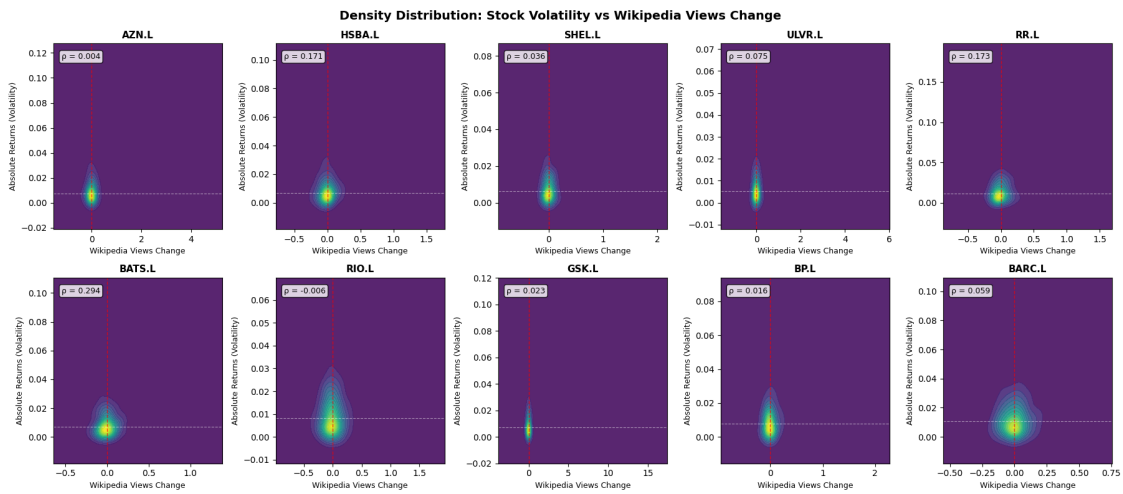 Density Distribution: Stock Volatility vs Wikipedia Views Change
AZN.L
ρ = 0.004
Absolute Returns (Volatility)
0.12
0.10
0.08
0.06
0.04
0.02
0.00
−0.02
0
2
4
Wikipedia Views Change
HSBA.L
ρ = 0.171
Absolute Returns (Volatility)
0.10
0.08
0.06
0.04
0.02
0.00
−0.5
0.0
0.5
1.0
1.5
Wikipedia Views Change
SHEL.L
ρ = 0.036
Absolute Returns (Volatility)
0.08
0.06
0.04
0.02
0.00
0
1
2
Wikipedia Views Change
ULVR.L
ρ = 0.075
Absolute Returns (Volatility)
0.07
0.06
0.05
0.04
0.03
0.02
0.01
0.00
−0.01
0
2
4
6
Wikipedia Views Change
RR.L
ρ = 0.173
Absolute Returns (Volatility)
0.15
0.10
0.05
0.00
−0.5
0.0
0.5
1.0
1.5
Wikipedia Views Change
BATS.L
ρ = 0.294
Absolute Returns (Volatility)
0.10
0.08
0.06
0.04
0.02
0.00
−0.5
0.0
0.5
1.0
Wikipedia Views Change
RIO.L
ρ = -0.006
Absolute Returns (Volatility)
0.06
0.05
0.04
0.03
0.02
0.01
0.00
−0.01
0.0
0.5
1.0
1.5
Wikipedia Views Change
GSK.L
ρ = 0.023
Absolute Returns (Volatility)
0.12
0.10
0.08
0.06
0.04
0.02
0.00
−0.02
0
5
10
15
Wikipedia Views Change
BP.L
ρ = 0.016
Absolute Returns (Volatility)
0.08
0.06
0.04
0.02
0.00
0
1
2
Wikipedia Views Change
BARC.L
ρ = 0.059
Absolute Returns (Volatility)
0.10
0.08
0.06
0.04
0.02
0.00
−0.50
−0.25
0.00
0.25
0.50
0.75
Wikipedia Views Change